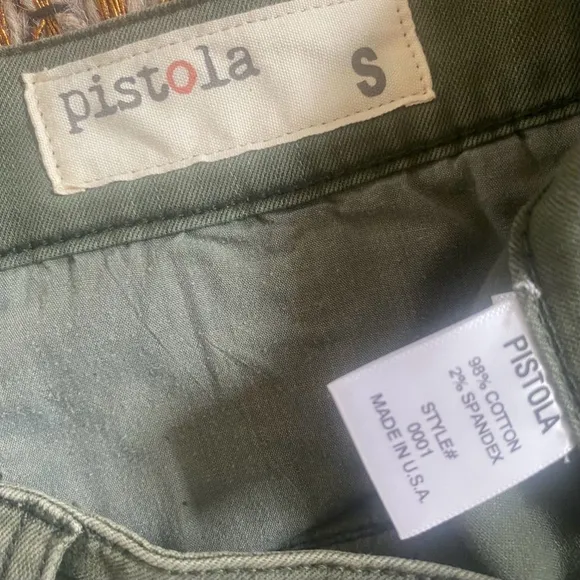 pistola S
PISTOLA
98% COTTON
2% SPANDEX
STYLE#
0001
MADE IN U.S.A.